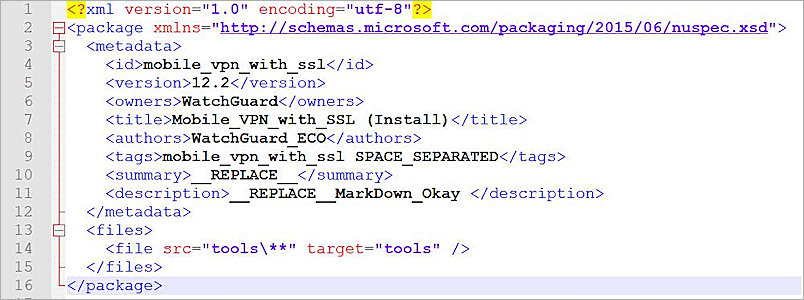 1 <?xml version="1.0" encoding="utf-8"?>
2 <package xmlns="http://schemas.microsoft.com/packaging/2015/06/nuspec.xsd">
3 <metadata>
4 <id>mobile_vpn_with_ssl</id>
5 <version>12.2</version>
6 <owners>WatchGuard</owners>
7 <title>Mobile_VPN_with_SSL (Install)</title>
8 <authors>WatchGuard_ECO</authors>
9 <tags>mobile_vpn_with_ssl SPACE_SEPARATED</tags>
10 <summary>__REPLACE__</summary>
11 <description>__REPLACE__MarkDown_Okay </description>
12 </metadata>
13 <files>
14 <file src="tools\**" target="tools" />
15 </files>
16 </package>